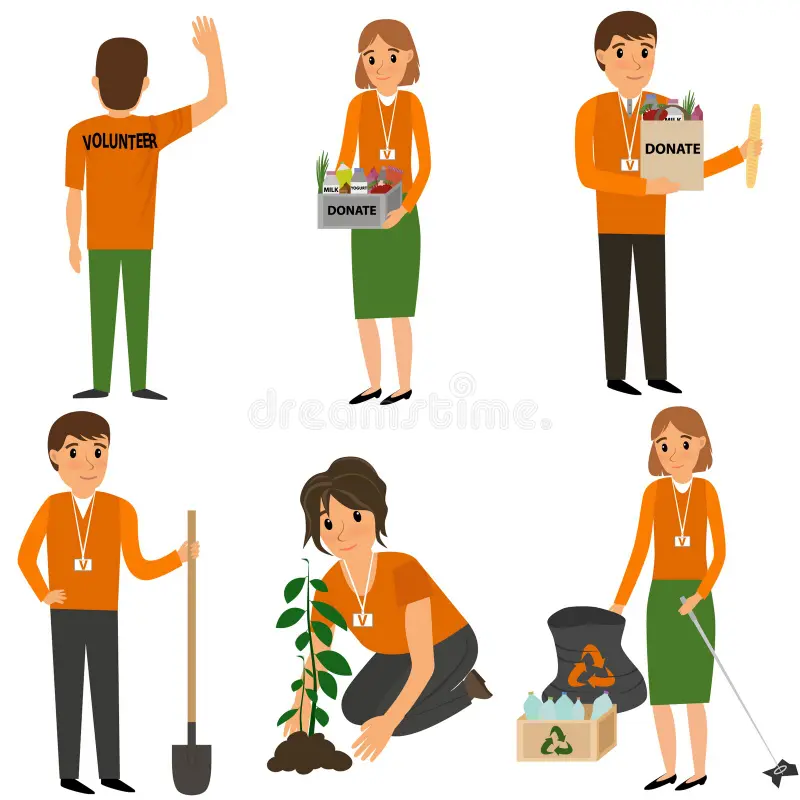 VOLUNTEER
MILK
YOGURT
DONATE
V
MILK
DONATE
V
dreamstime.
V
V
V